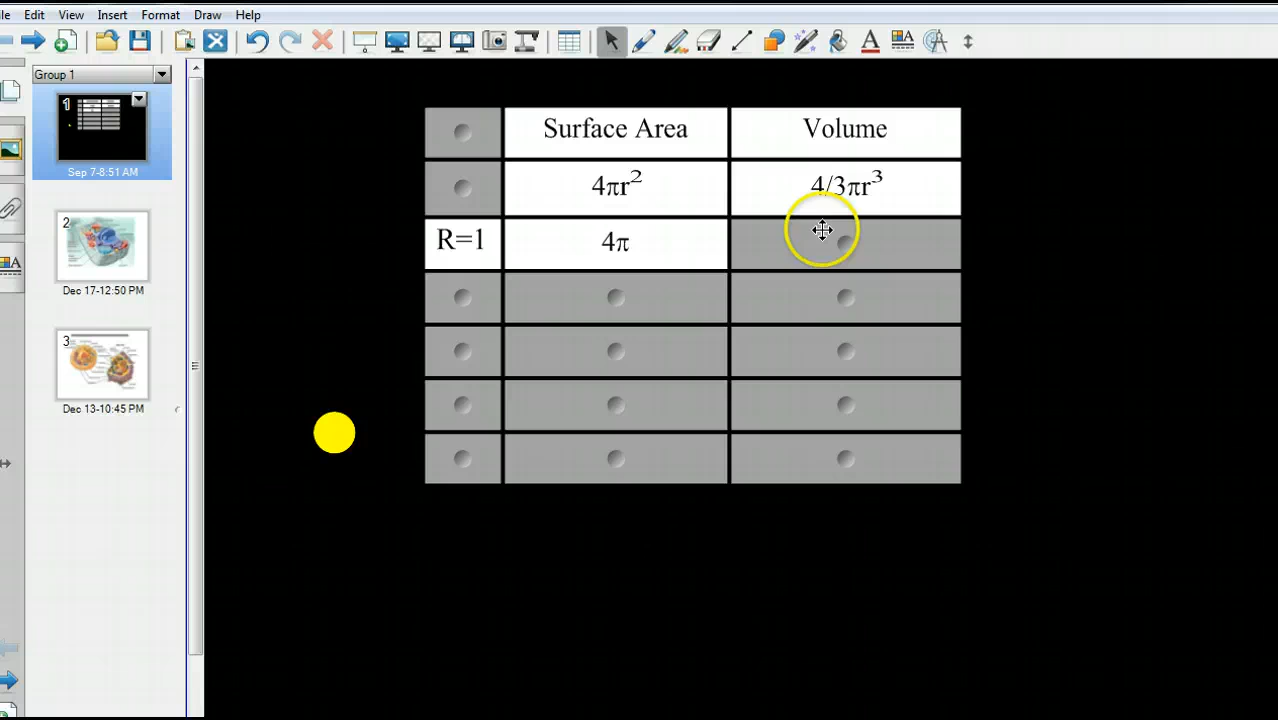 le Edit View Insert Format Draw Help
Group 1
1
Sep 7-8:51 AM
2
Dec 17-12:50 PM
3
Dec 13-10:45 PM
Surface Area Volume
4πr² 4/3πr³
R=1 4π